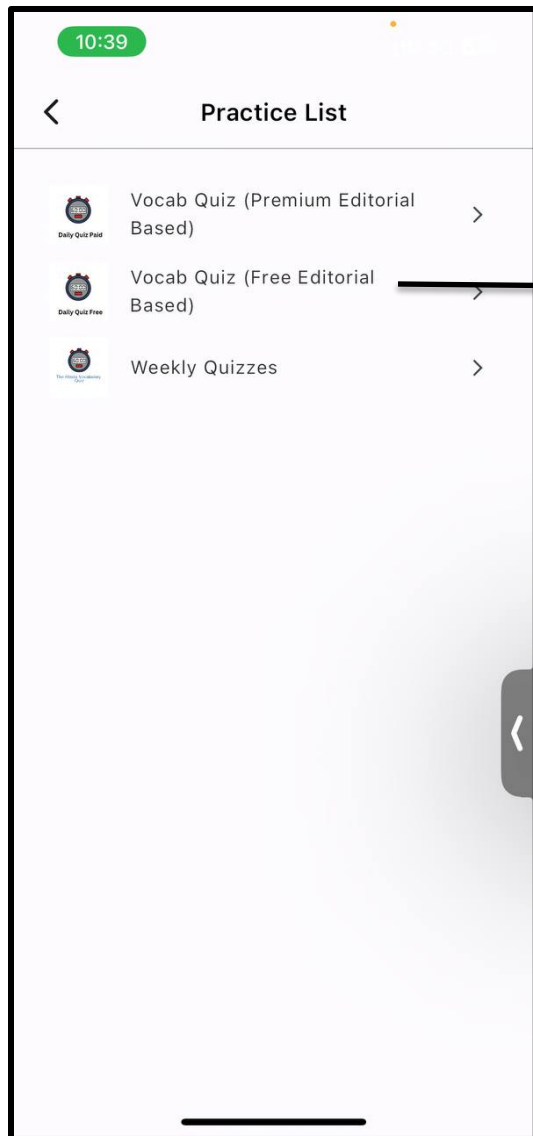 10:39
Practice List
Vocab Quiz (Premium Editorial
Based)
Daily Quiz Paid
Vocab Quiz (Free Editorial
Based)
Daily Quiz Free
Weekly Quizzes